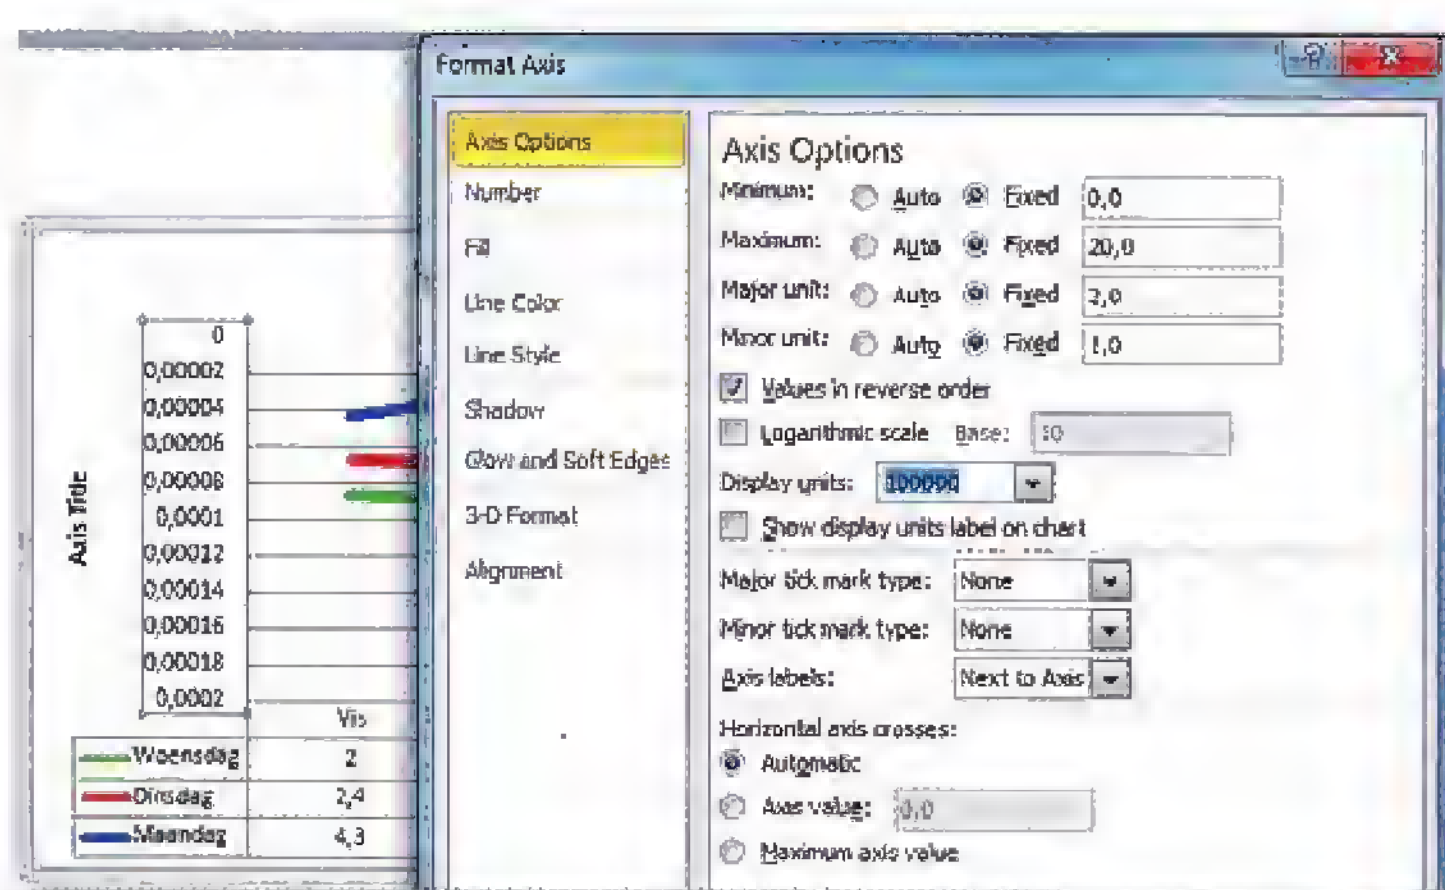 Format Axis
Axis Options
Number
Fill
Line Color
Line Style
Shadow
Glow and Soft Edges
3-D Format
Alignment
Axis Options
Minimum: Auto Fixed 0,0
Maximum: Auto Fixed 20,0
Major unit: Auto Fixed 2,0
Minor unit: Auto Fixed 1,0
Values in reverse order
Logarithmic scale Base: 10
Display units: 100000
Show display units label on chart
Major tick mark type: None
Minor tick mark type: None
Axis labels: Next to Axis
Horizontal axis crosses:
Automatic
Axis value: 0,0
Maximum axis value
Axis Title
0
0,00002
0,00004
0,00006
0,00008
0,0001
0,00012
0,00014
0,00016
0,00018
0,0002
Vis
Woensdag 2
Dinsdag 2,4
Maandag 4,3